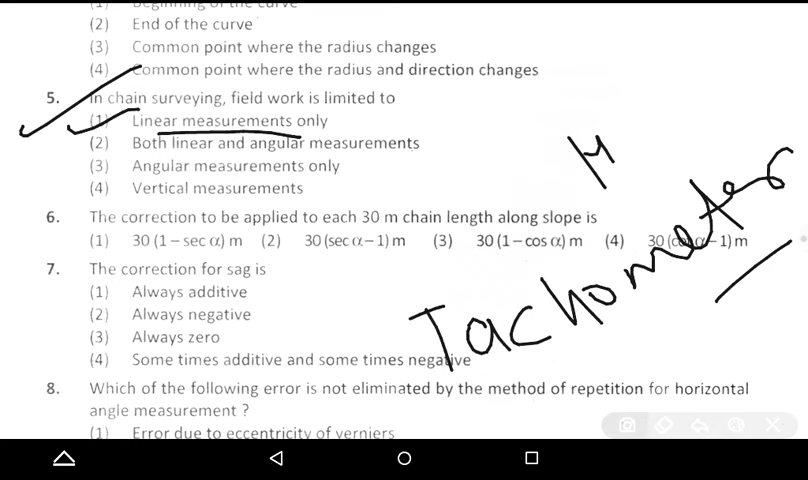 (1) Beginning of the curve
(2) End of the curve
(3) Common point where the radius changes
(4) Common point where the radius and direction changes
5. In chain surveying, field work is limited to
(1) Linear measurements only
(2) Both linear and angular measurements
(3) Angular measurements only
(4) Vertical measurements
6. The correction to be applied to each 30 m chain length along slope is
(1) 30 (1 – sec α) m (2) 30 (sec α – 1) m (3) 30 (1 – cos α) m (4) 30 (cos α – 1) m
7. The correction for sag is
(1) Always additive
(2) Always negative
(3) Always zero
(4) Some times additive and some times negative
8. Which of the following error is not eliminated by the method of repetition for horizontal
angle measurement ?
(1) Error due to eccentricity of verniers
Tachometer